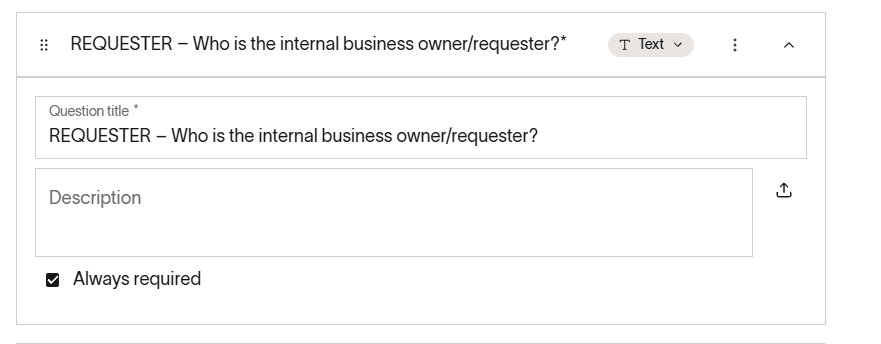 REQUESTER – Who is the internal business owner/requester?*
T Text
Question title *
REQUESTER – Who is the internal business owner/requester?
Description
Always required